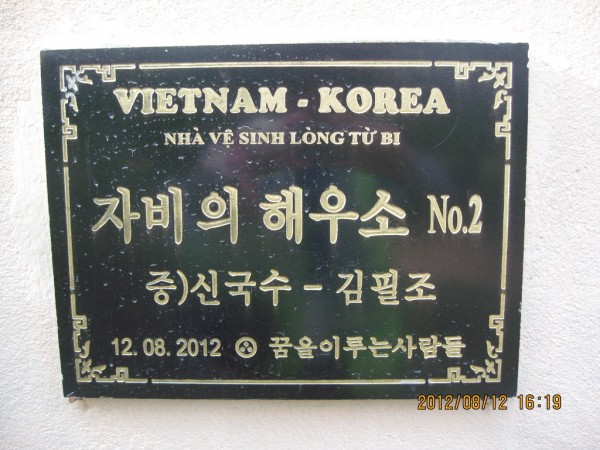 VIETNAM - KOREA
NHÀ VỆ SINH LÒNG TỪ BI
자비의 해우소 No.2
증)신국수 - 김필조
12.08.2012 꿈을이루는사람들
2012/08/12 16:19